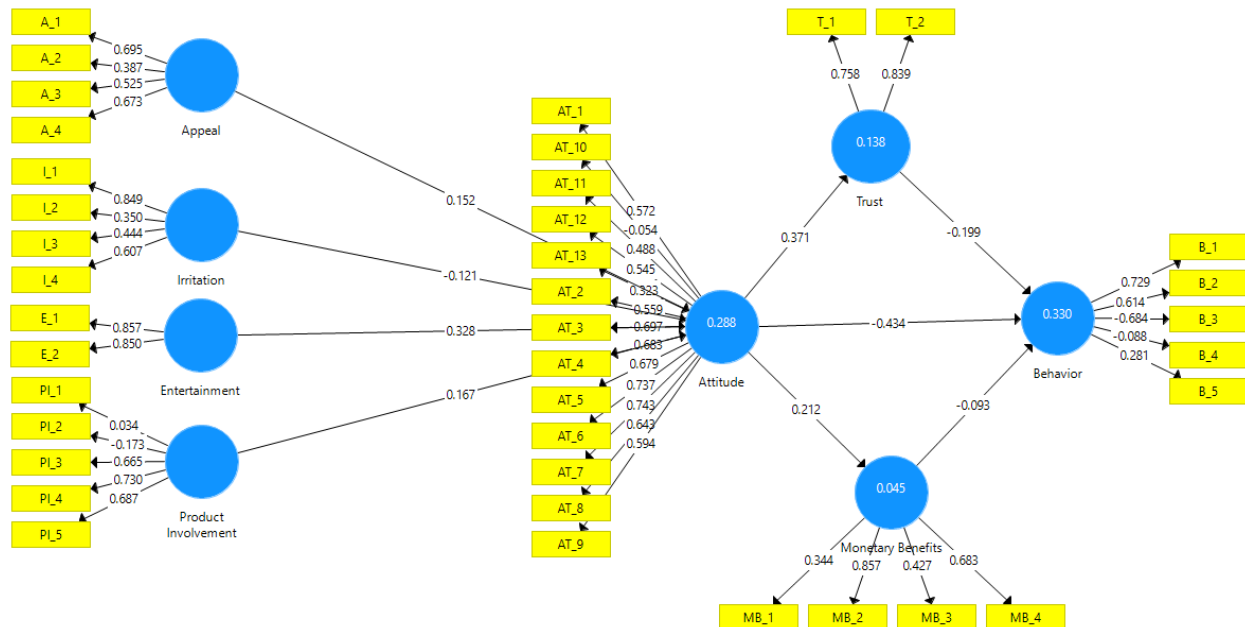 A_1
A_2
A_3
A_4
0.695
0.387
0.525
0.673
Appeal
I_1
I_2
I_3
I_4
0.849
0.350
0.444
0.607
Irritation
E_1
E_2
0.857
0.850
Entertainment
PI_1
PI_2
PI_3
PI_4
PI_5
0.034
-0.173
0.665
0.730
0.687
Product
Involvement
0.152
-0.121
0.328
0.167
AT_1
AT_10
AT_11
AT_12
AT_13
AT_2
AT_3
AT_4
AT_5
AT_6
AT_7
AT_8
AT_9
0.572
-0.054
0.488
0.545
0.323
0.559
0.697
0.683
0.679
0.737
0.743
0.643
0.594
0.288
Attitude
T_1
T_2
0.758
0.839
0.138
Trust
0.371
-0.199
-0.434
0.212
-0.093
0.045
Monetary Benefits
0.344
0.857
0.427
0.683
MB_1
MB_2
MB_3
MB_4
0.330
Behavior
0.729
0.614
-0.684
-0.088
0.281
B_1
B_2
B_3
B_4
B_5